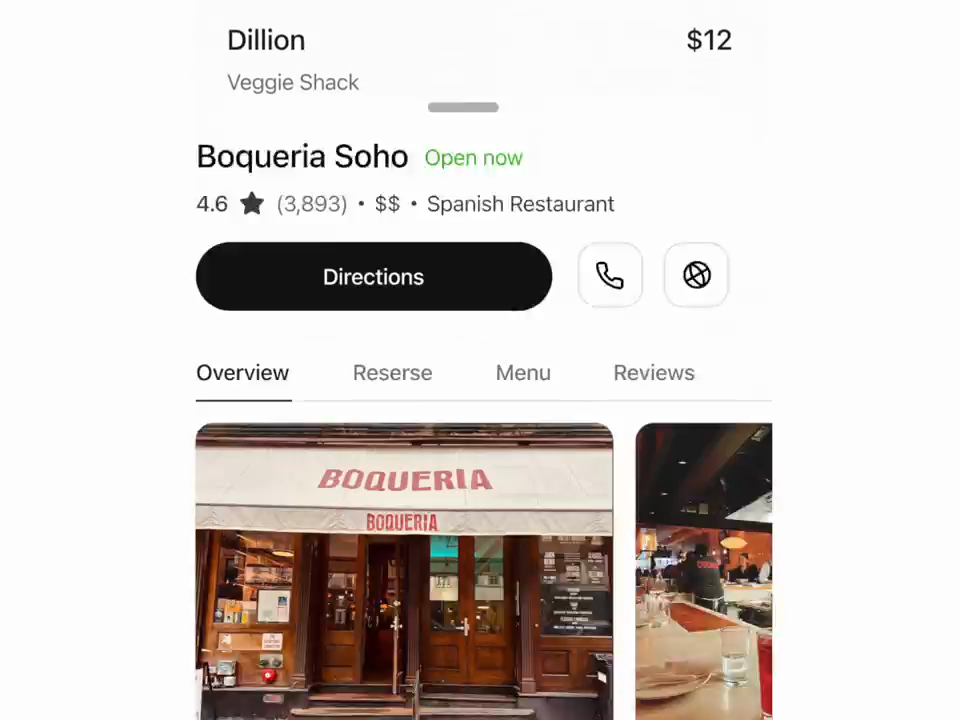 Dillion $12
Veggie Shack
Boqueria Soho Open now
4.6 ★ (3,893) • $$ • Spanish Restaurant
Directions
Overview Reserse Menu Reviews
BOQUERIA
BOQUERIA